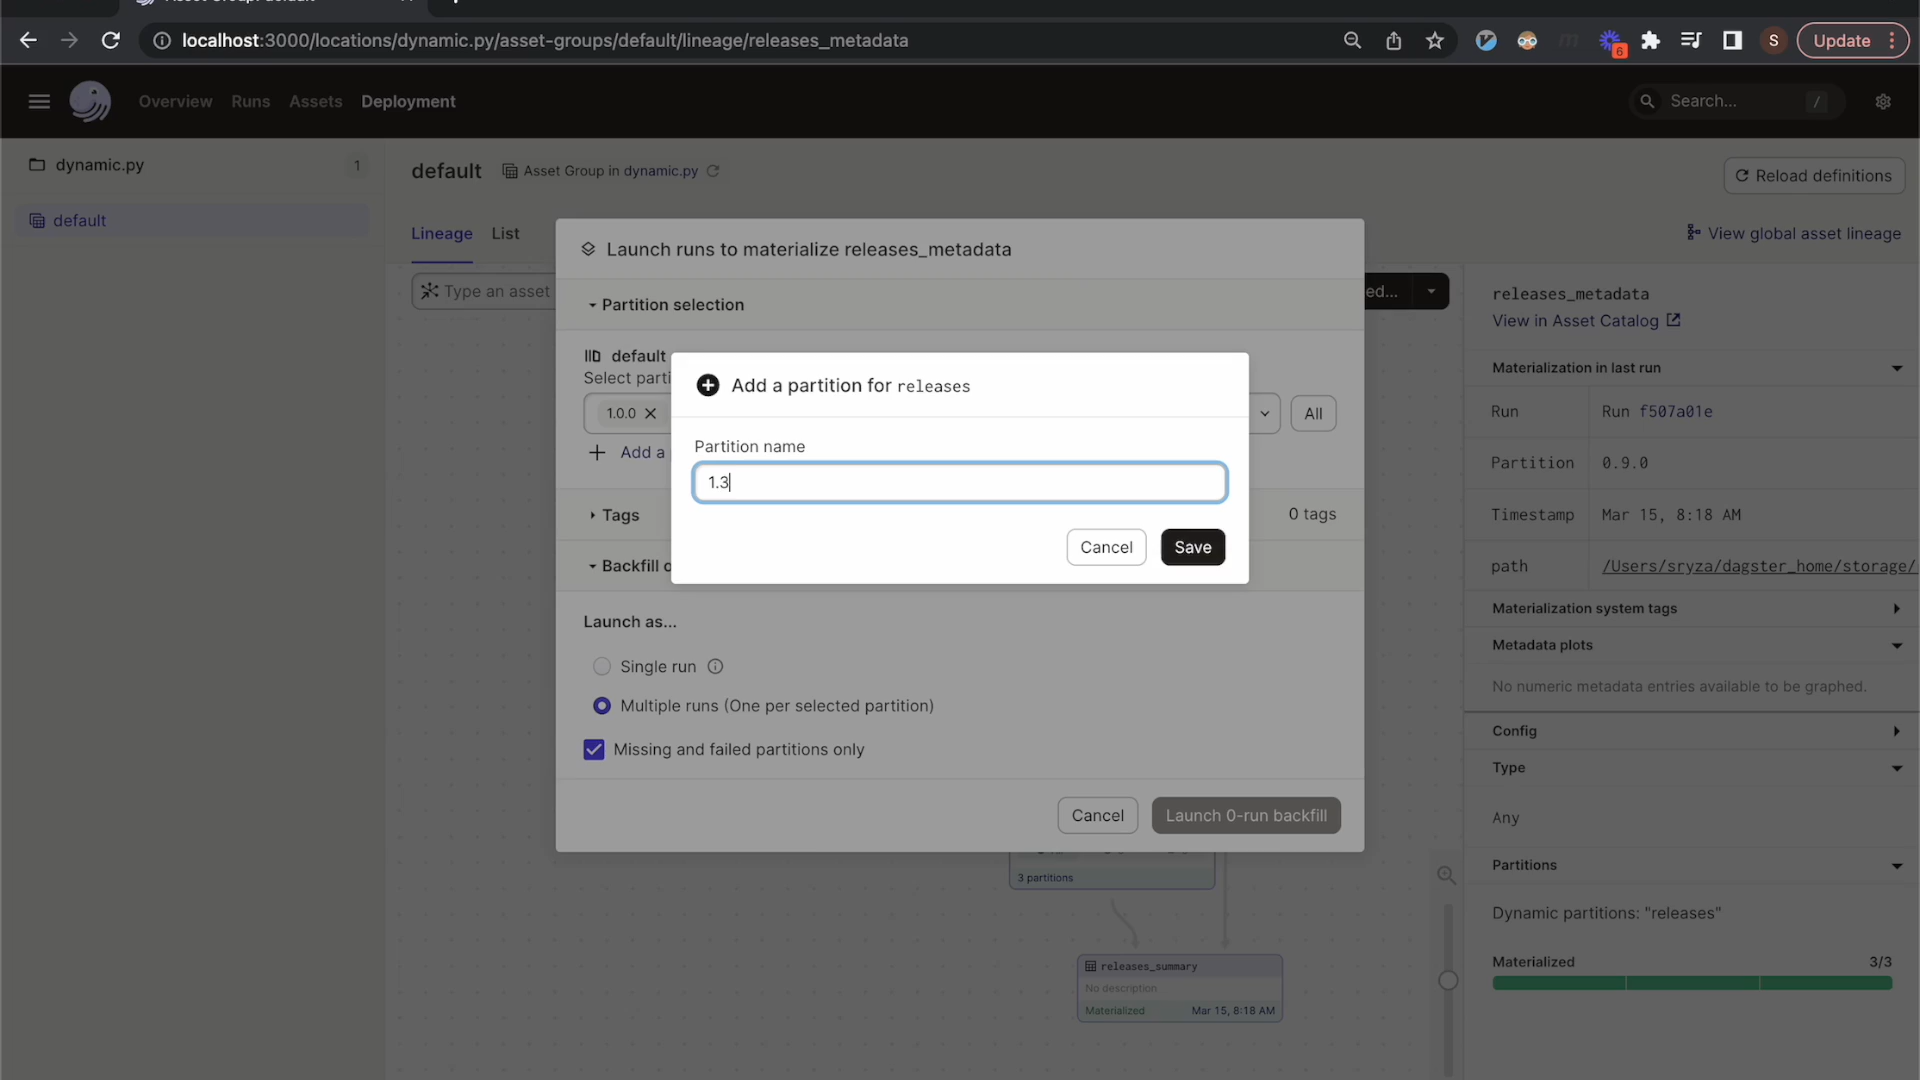 localhost:3000/locations/dynamic.py/asset-groups/default/lineage/releases_metadata
6
S
Update
Overview
Runs
Assets
Deployment
Search...
/
dynamic.py
1
default
default
Asset Group in dynamic.py
Reload definitions
Lineage
List
View global asset lineage
Type an asset
ed...
Launch runs to materialize releases_metadata
Partition selection
default
Select parti
1.0.0
All
Add a
Tags
0 tags
Backfill o
Launch as...
Single run
Multiple runs (One per selected partition)
Missing and failed partitions only
Cancel
Launch 0-run backfill
Add a partition for releases
Partition name
1.3
Cancel
Save
3 partitions
releases_summary
No description
Materialized
Mar 15, 8:18 AM
releases_metadata
View in Asset Catalog
Materialization in last run
Run
Run f507a01e
Partition
0.9.0
Timestamp
Mar 15, 8:18 AM
path
/Users/sryza/dagster_home/storage/
Materialization system tags
Metadata plots
No numeric metadata entries available to be graphed.
Config
Type
Any
Partitions
Dynamic partitions: "releases"
Materialized
3/3